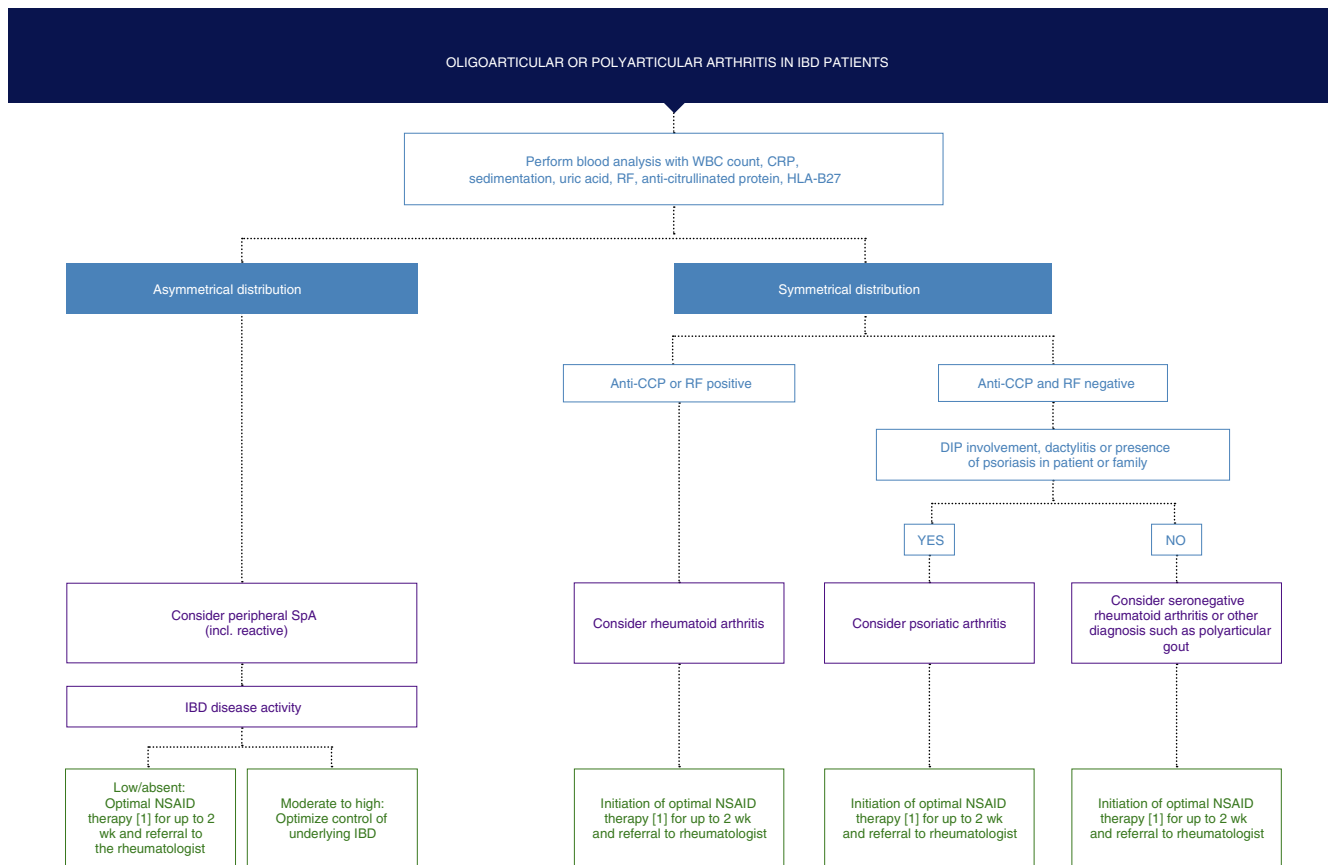 OLIGOARTICULAR OR POLYARTICULAR ARTHRITIS IN IBD PATIENTS
Perform blood analysis with WBC count, CRP,
sedimentation, uric acid, RF, anti-citrullinated protein, HLA-B27
Asymmetrical distribution
Symmetrical distribution
Anti-CCP or RF positive
Anti-CCP and RF negative
DIP involvement, dactylitis or presence
of psoriasis in patient or family
YES
NO
Consider peripheral SpA
(incl. reactive)
Consider rheumatoid arthritis
Consider psoriatic arthritis
Consider seronegative
rheumatoid arthritis or other
diagnosis such as polyarticular
gout
IBD disease activity
Low/absent:
Optimal NSAID
therapy [1] for up to 2
wk and referral to
the rheumatologist
Moderate to high:
Optimize control of
underlying IBD
Initiation of optimal NSAID
therapy [1] for up to 2 wk
and referral to rheumatologist
Initiation of optimal NSAID
therapy [1] for up to 2 wk
and referral to rheumatologist
Initiation of optimal NSAID
therapy [1] for up to 2 wk
and referral to rheumatologist